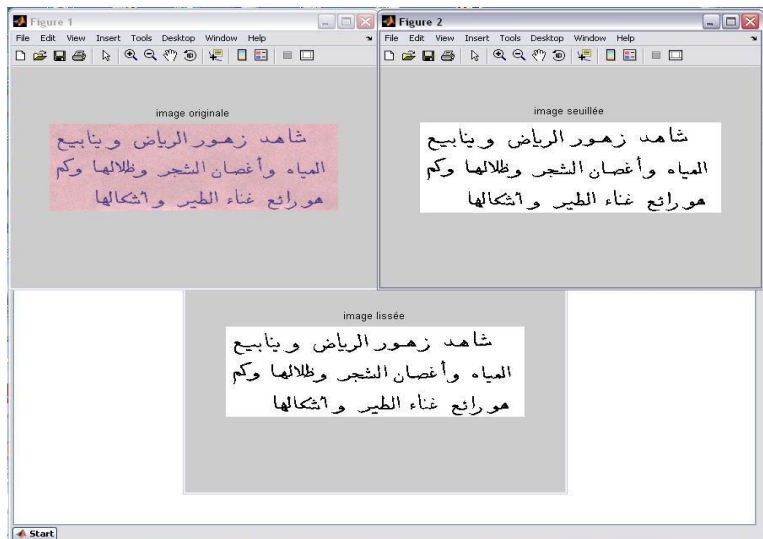 Figure 1
File Edit View Insert Tools Desktop Window Help
image originale
شاهد زهور الرياض وينابيع
المياه وأغصان الشجر وظلالها وكم
هو رائع غناء الطير وأشكالها
Figure 2
File Edit View Insert Tools Desktop Window Help
image seuillée
شاهد زهور الرياض وينابيع
المياه وأغصان الشجر وظلالها وكم
هو رائع غناء الطير وأشكالها
image lissée
شاهد زهور الرياض وينابيع
المياه وأغصان الشجر وظلالها وكم
هو رائع غناء الطير وأشكالها
Start